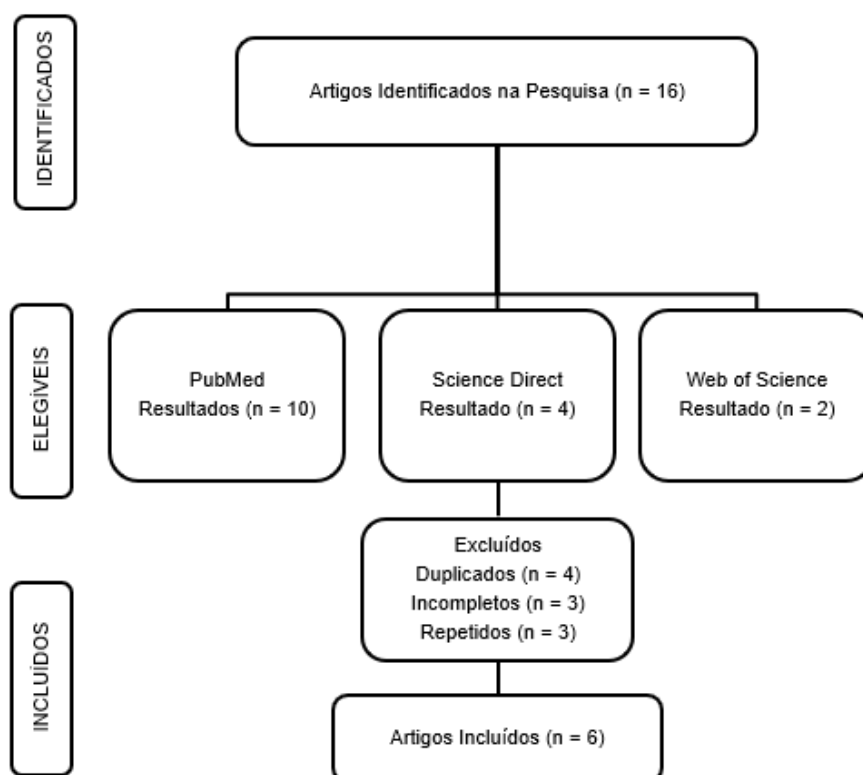 IDENTIFICADOS
Artigos Identificados na Pesquisa (n = 16)
ELEGÍVEIS
PubMed
Resultados (n = 10)
Science Direct
Resultado (n = 4)
Web of Science
Resultado (n = 2)
INCLUÍDOS
Excluídos
Duplicados (n = 4)
Incompletos (n = 3)
Repetidos (n = 3)
Artigos Incluídos (n = 6)